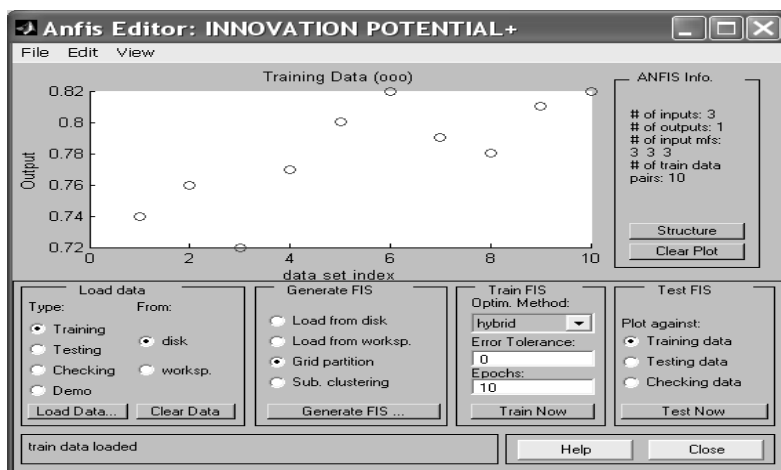 Anfis Editor: INNOVATION POTENTIAL+
File Edit View
Training Data (ooo)
0.82
0.8
0.78
0.76
0.74
0.72
Output
0 2 4 6 8 10
data set index
ANFIS Info.
# of inputs: 3
# of outputs: 1
# of input mfs:
3 3 3
# of train data
pairs: 10
Structure
Clear Plot
Load data
Type: From:
Training
Testing
Checking
Demo
disk
worksp.
Load Data... Clear Data
Generate FIS
Load from disk
Load from worksp.
Grid partition
Sub. clustering
Generate FIS ...
Train FIS
Optim. Method:
hybrid
Error Tolerance:
0
Epochs:
10
Train Now
Test FIS
Plot against:
Training data
Testing data
Checking data
Test Now
train data loaded
Help Close